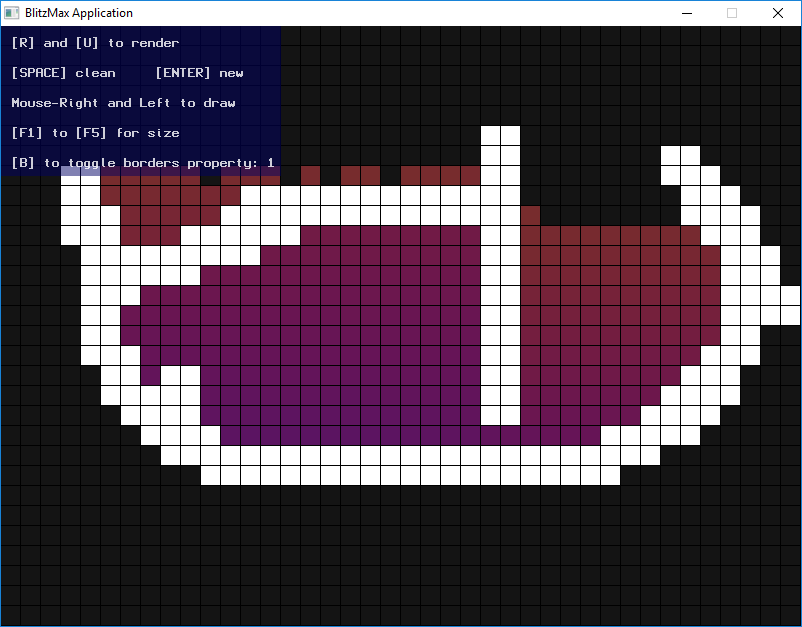 BlitzMax Application
[R] and [U] to render
[SPACE] clean     [ENTER] new
Mouse-Right and Left to draw
[F1] to [F5] for size
[B] to toggle borders property: 1